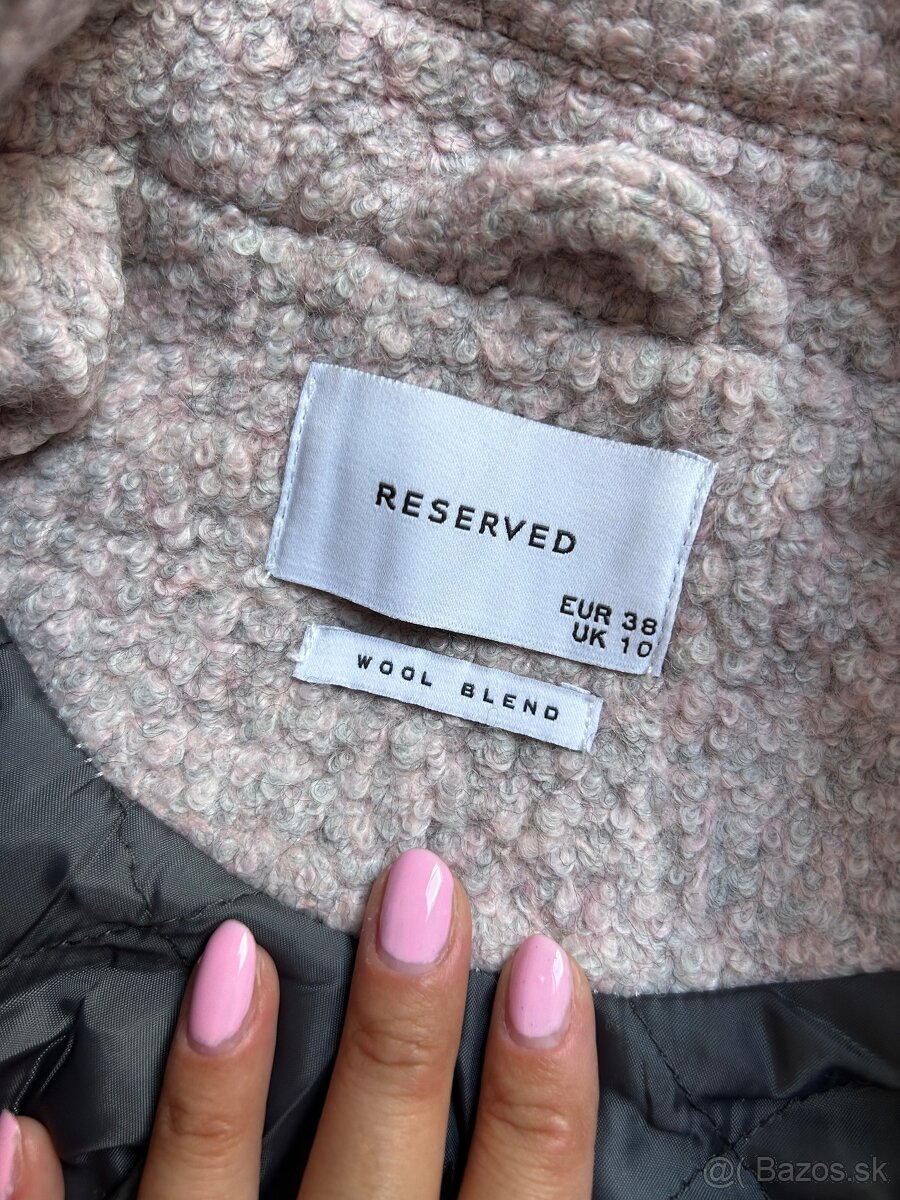 RESERVED
EUR 38
UK 10
WOOL BLEND
@( Bazos.sk